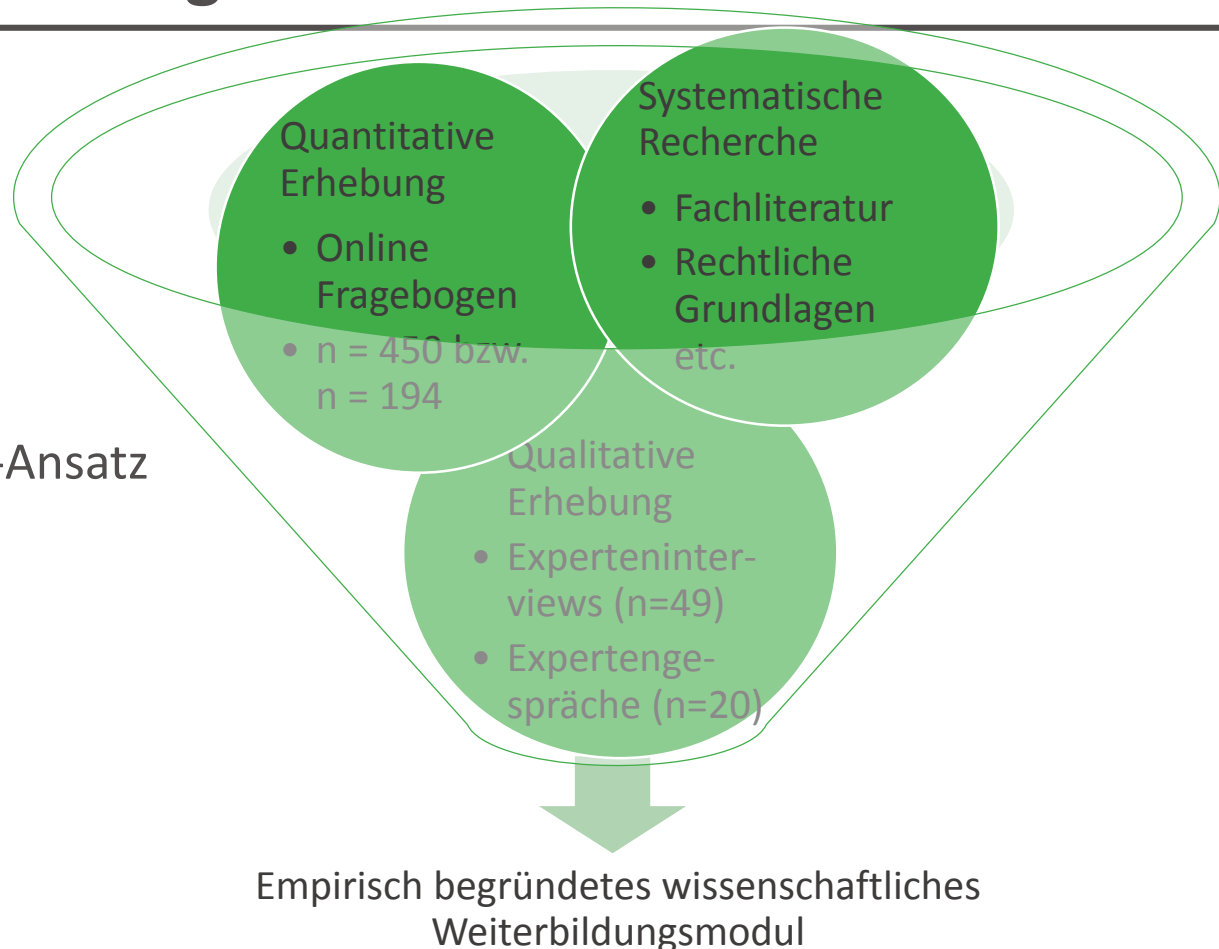 Quantitative
Erhebung
• Online
Fragebogen
• n = 450 bzw.
n = 194
Systematische
Recherche
• Fachliteratur
• Rechtliche
Grundlagen
etc.
-Ansatz
Qualitative
Erhebung
• Experteninter-
views (n=49)
• Expertenge-
spräche (n=20)
Empirisch begründetes wissenschaftliches
Weiterbildungsmodul